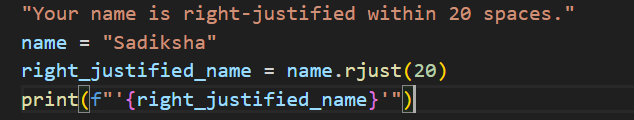 "Your name is right-justified within 20 spaces."
name = "Sadiksha"
right_justified_name = name.rjust(20)
print(f"'{right_justified_name}'")